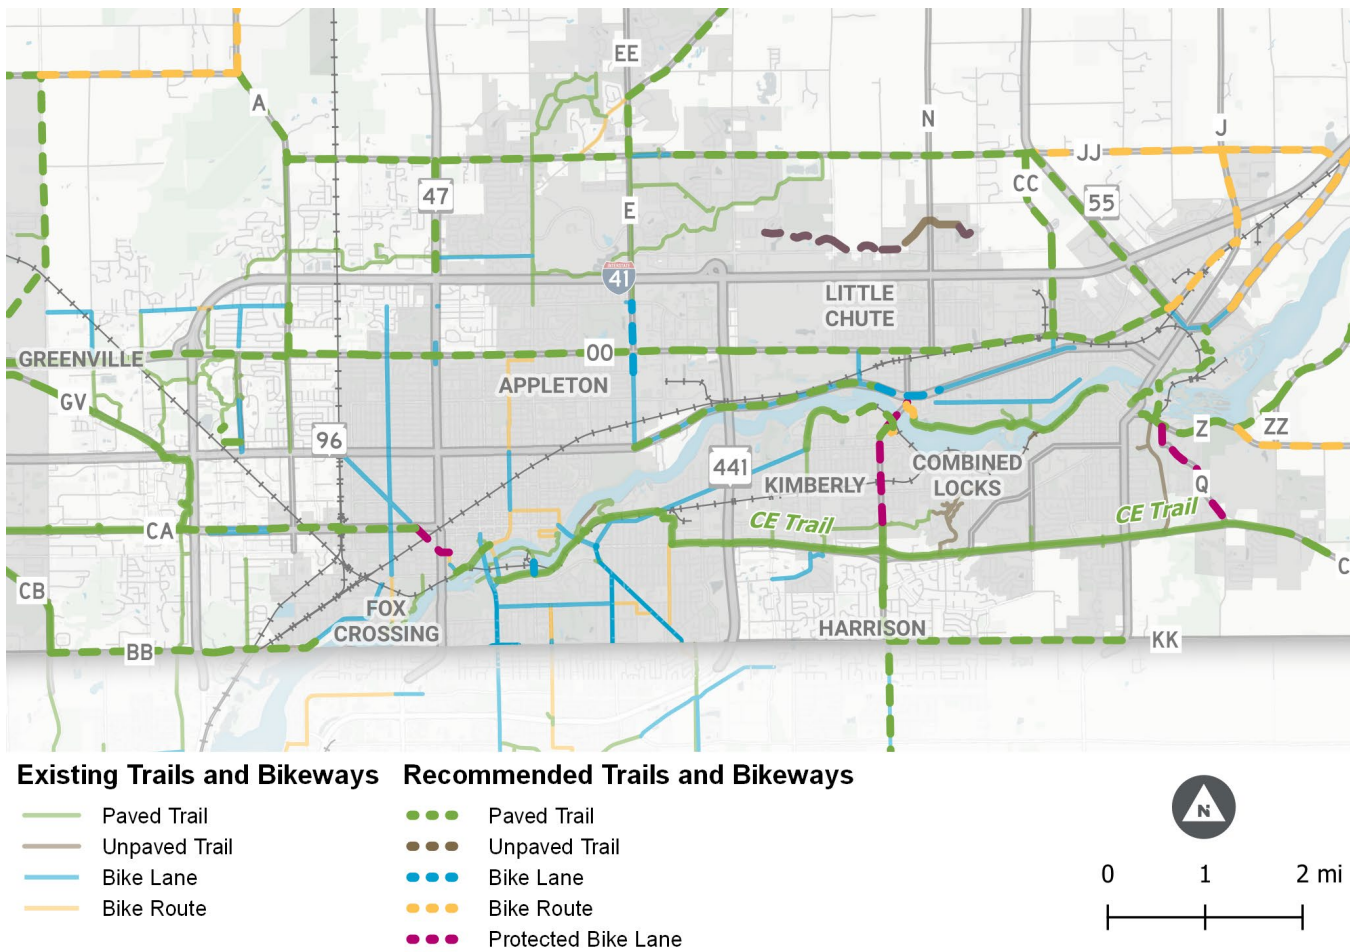 EE
A
N
J
JJ
CC
47
55
E
41
LITTLE
CHUTE
GREENVILLE
OO
APPLETON
GV
96
Z
ZZ
441
KIMBERLY
COMBINED
LOCKS
Q
CE Trail
CE Trail
CA
C
CB
FOX
CROSSING
HARRISON
BB
KK
Existing Trails and Bikeways
Paved Trail
Unpaved Trail
Bike Lane
Bike Route
Recommended Trails and Bikeways
Paved Trail
Unpaved Trail
Bike Lane
Bike Route
Protected Bike Lane
N
0 1 2 mi